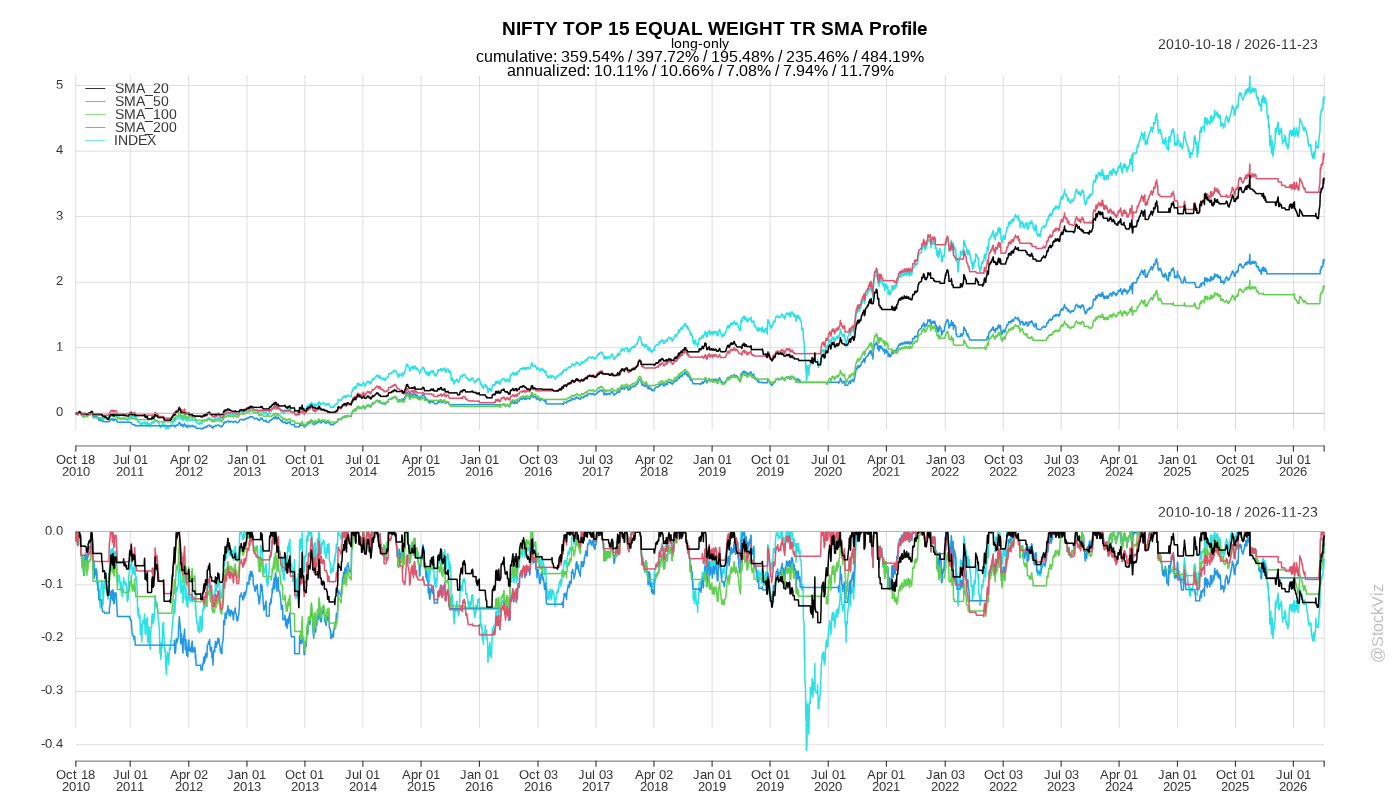 NIFTY TOP 15 EQUAL WEIGHT TR SMA Profile
long-only
cumulative: 359.54% / 397.72% / 195.48% / 235.46% / 484.19%
annualized: 10.11% / 10.66% / 7.08% / 7.94% / 11.79%
2010-10-18 / 2026-11-23
SMA_20
SMA_50
SMA_100
SMA_200
INDEX
5
4
3
2
1
0
Oct 18 Jul 01 Apr 02 Jan 01 Oct 01 Jul 01 Apr 01 Jan 01 Oct 03 Jul 03 Apr 02 Jan 01 Oct 01 Jul 01 Apr 01 Jan 03 Oct 03 Jul 03 Apr 01 Jan 01 Oct 01 Jul 01
2010 2011 2012 2013 2013 2014 2015 2016 2016 2017 2018 2019 2019 2020 2021 2022 2022 2023 2024 2025 2025 2026
2010-10-18 / 2026-11-23
0.0
-0.1
-0.2
-0.3
-0.4
Oct 18 Jul 01 Apr 02 Jan 01 Oct 01 Jul 01 Apr 01 Jan 01 Oct 03 Jul 03 Apr 02 Jan 01 Oct 01 Jul 01 Apr 01 Jan 03 Oct 03 Jul 03 Apr 01 Jan 01 Oct 01 Jul 01
2010 2011 2012 2013 2013 2014 2015 2016 2016 2017 2018 2019 2019 2020 2021 2022 2022 2023 2024 2025 2025 2026
@StockViz